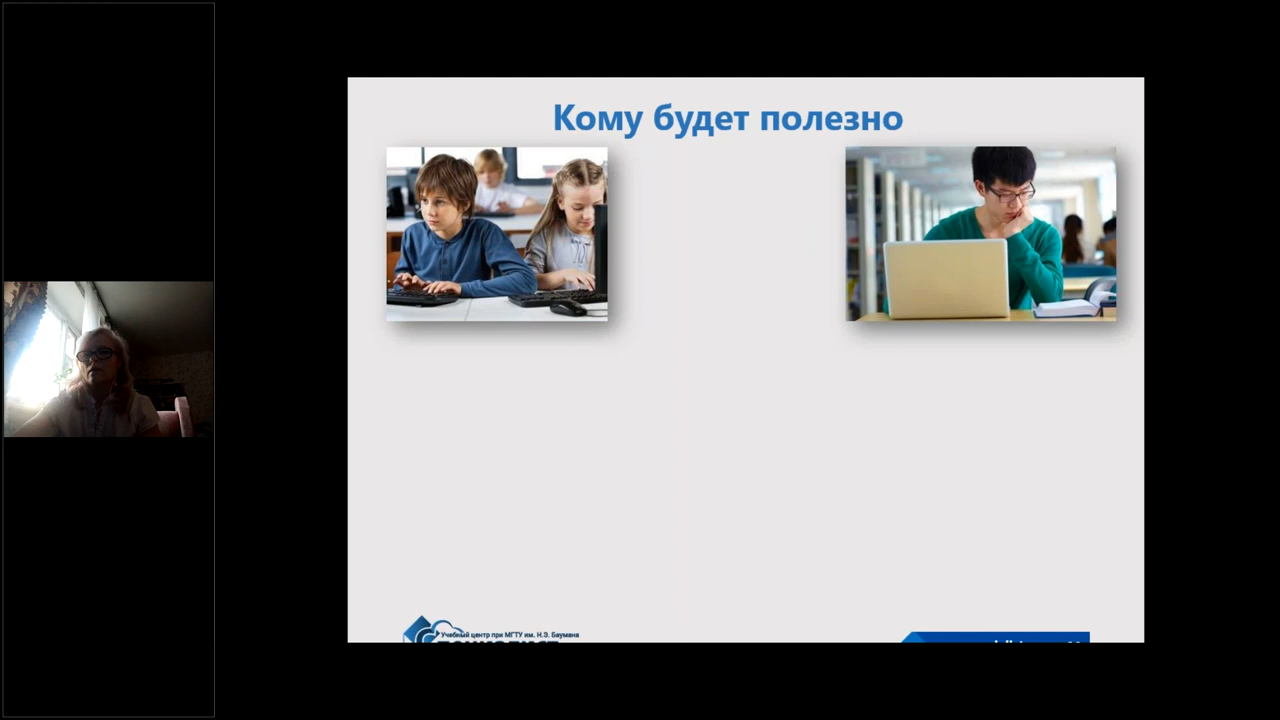 Кому будет полезно
Учебный центр при МГТУ им. Н.Э. Баумана